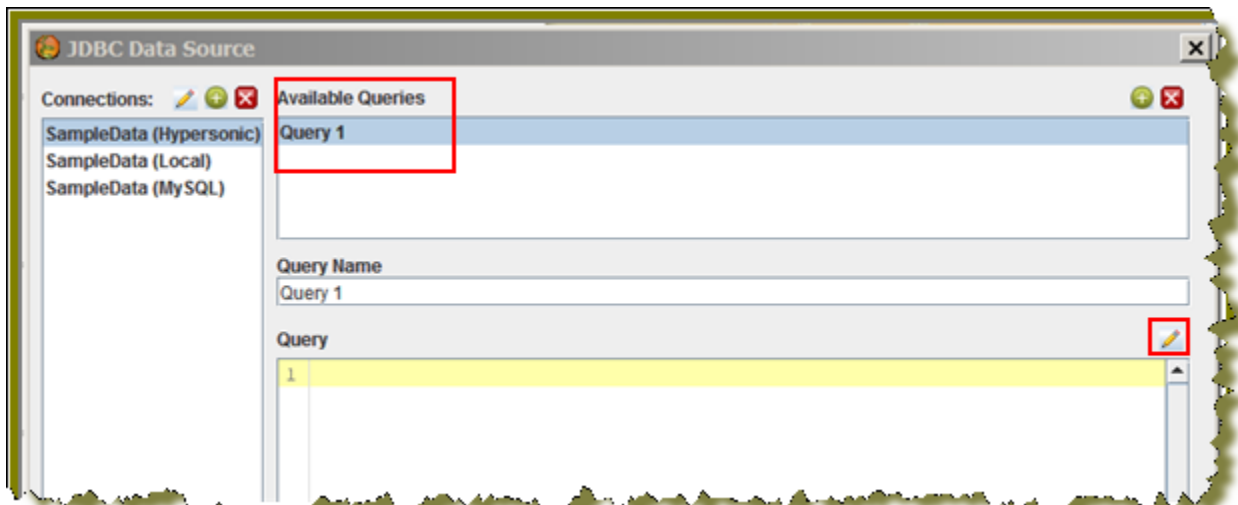 JDBC Data Source
Connections:
SampleData (Hypersonic)
SampleData (Local)
SampleData (MySQL)
Available Queries
Query 1
Query Name
Query 1
Query
1